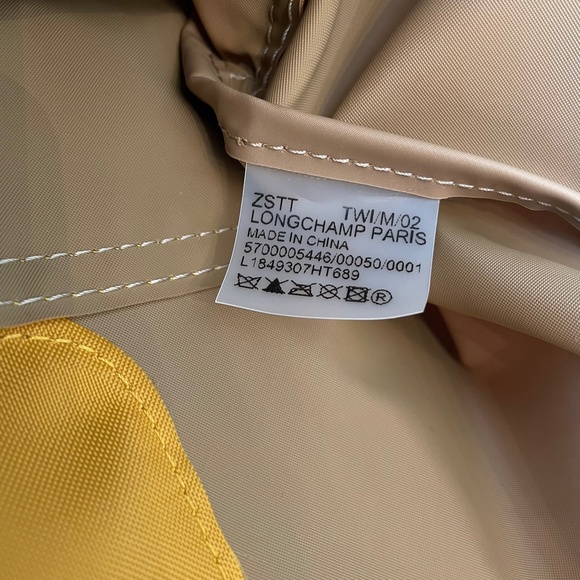 ZSTT TWI/M/02
LONGCHAMP PARIS
MADE IN CHINA
5700005446/00050/0001
L1849307HT689
®